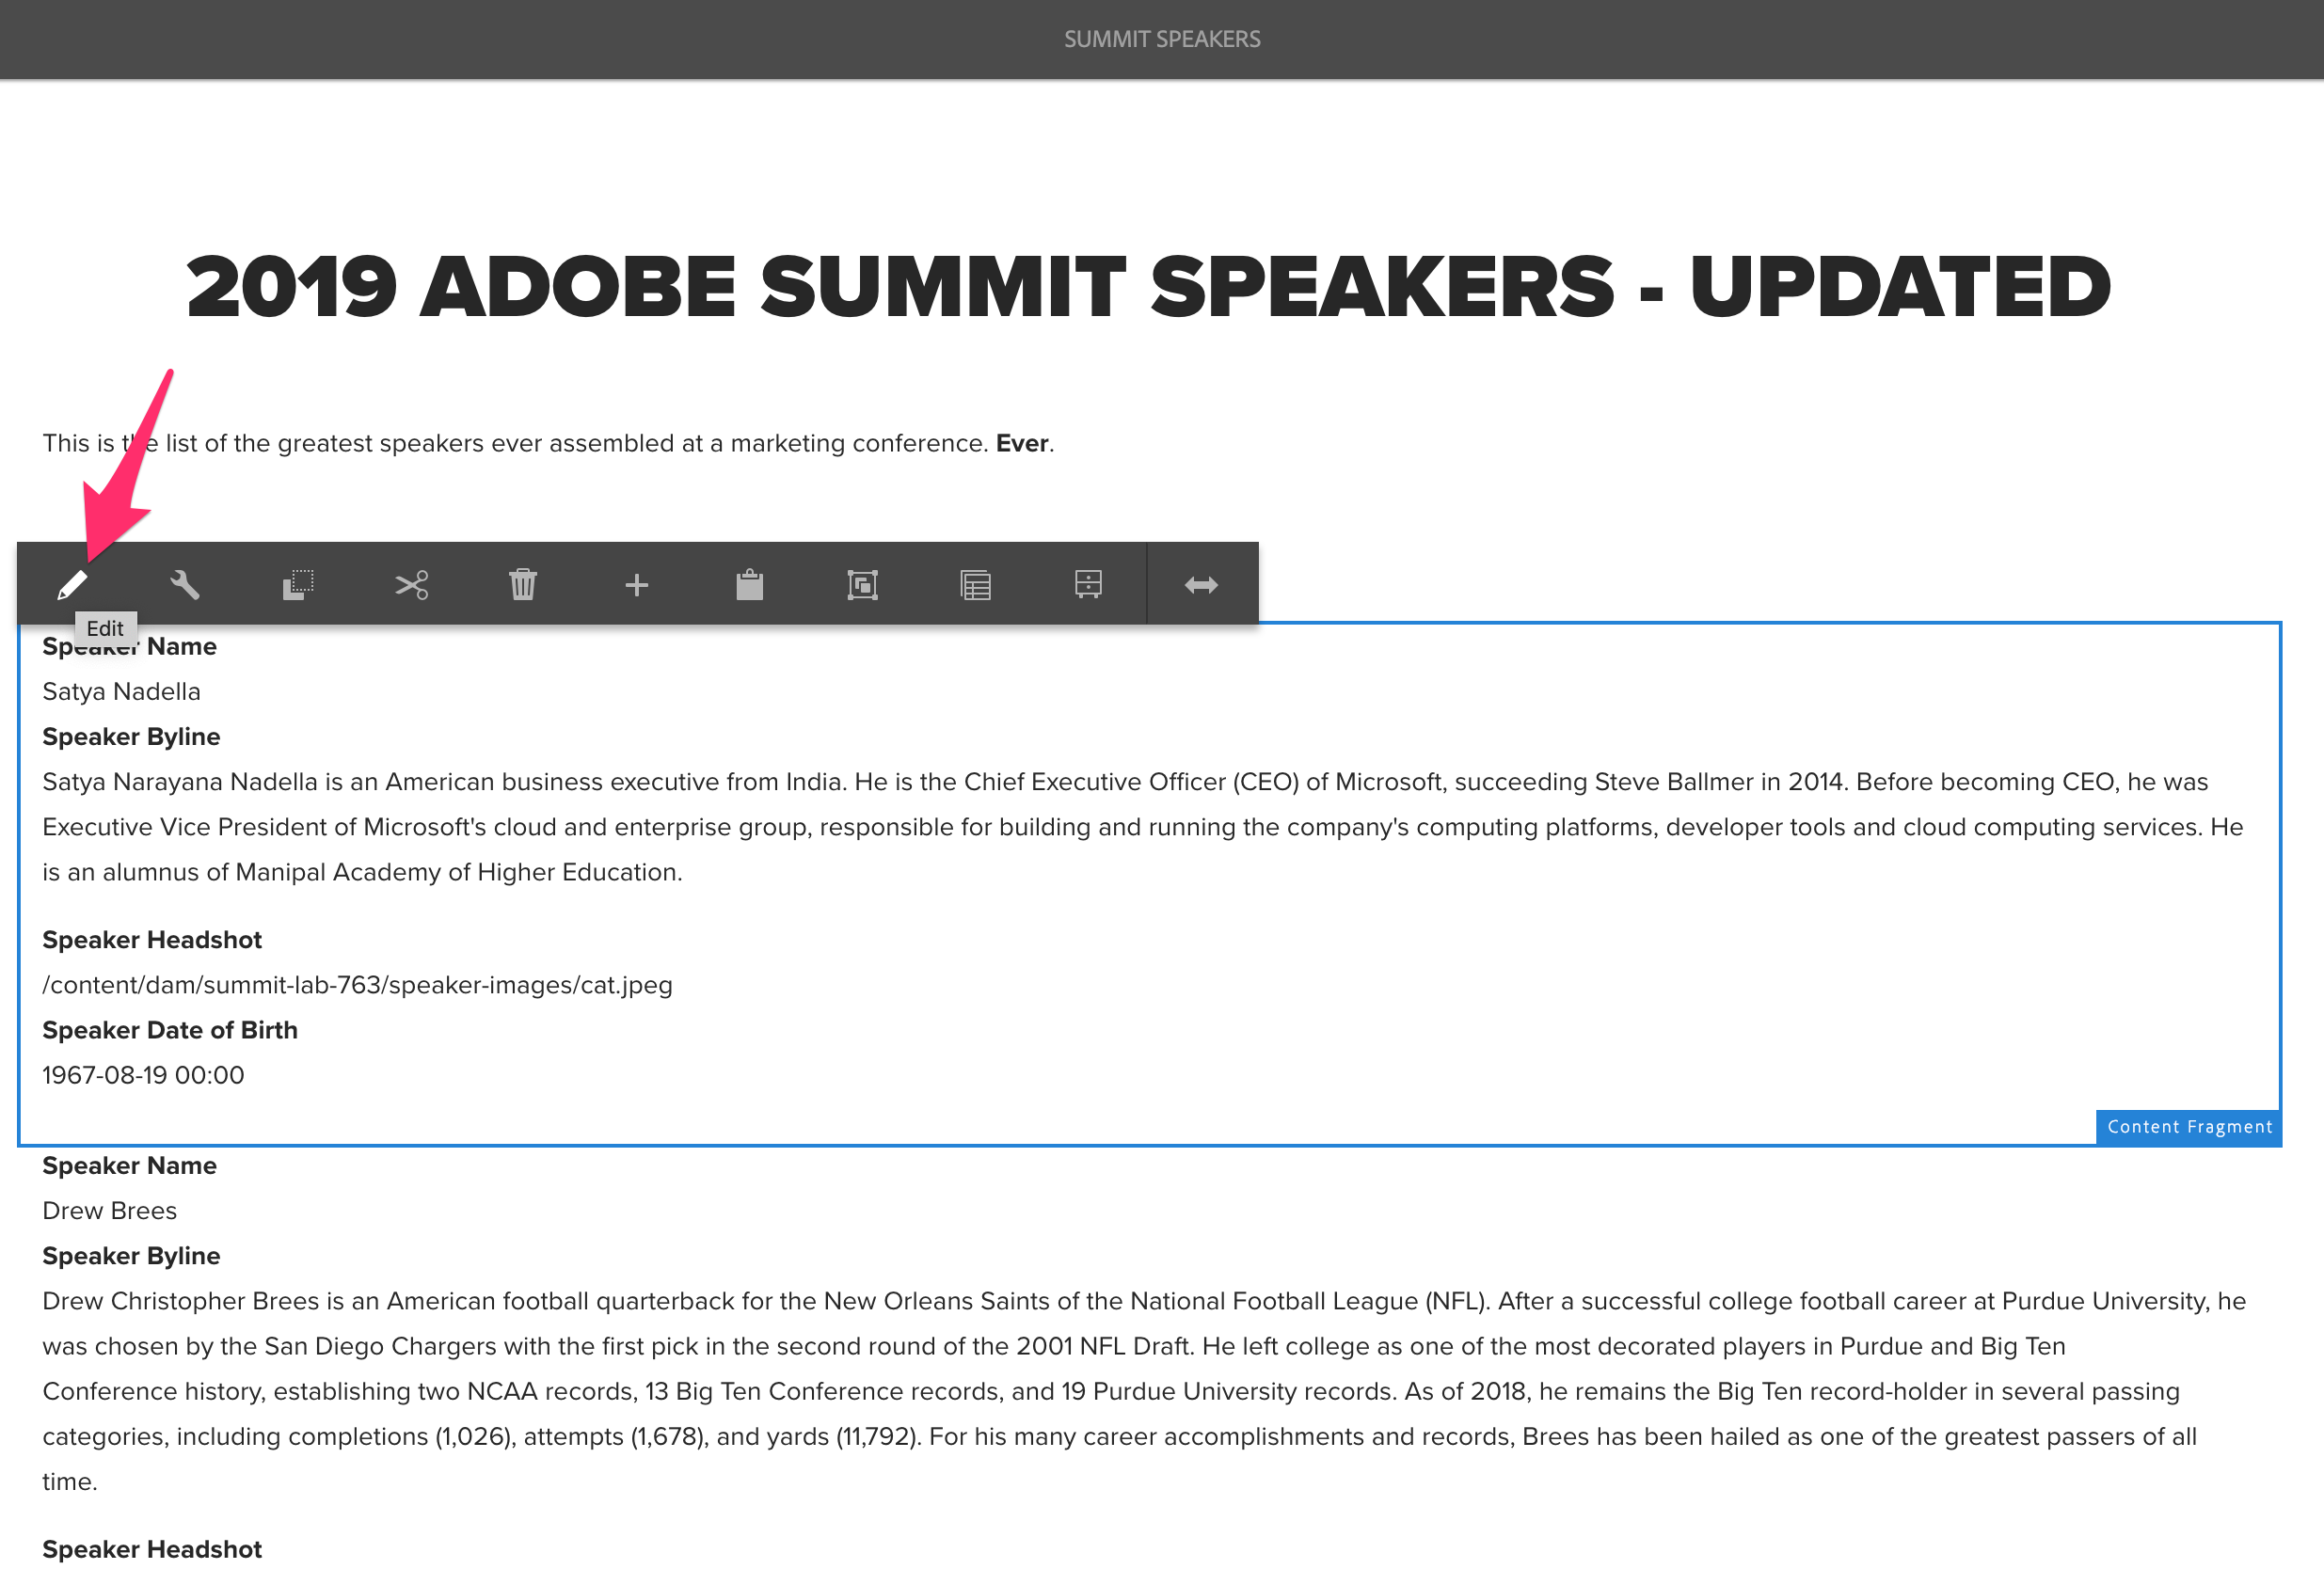 SUMMIT SPEAKERS
2019 ADOBE SUMMIT SPEAKERS - UPDATED
This is the list of the greatest speakers ever assembled at a marketing conference. Ever.
Edit
Speaker Name
Satya Nadella
Speaker Byline
Satya Narayana Nadella is an American business executive from India. He is the Chief Executive Officer (CEO) of Microsoft, succeeding Steve Ballmer in 2014. Before becoming CEO, he was
Executive Vice President of Microsoft's cloud and enterprise group, responsible for building and running the company's computing platforms, developer tools and cloud computing services. He
is an alumnus of Manipal Academy of Higher Education.
Speaker Headshot
/content/dam/summit-lab-763/speaker-images/cat.jpeg
Speaker Date of Birth
1967-08-19 00:00
Content Fragment
Speaker Name
Drew Brees
Speaker Byline
Drew Christopher Brees is an American football quarterback for the New Orleans Saints of the National Football League (NFL). After a successful college football career at Purdue University, he
was chosen by the San Diego Chargers with the first pick in the second round of the 2001 NFL Draft. He left college as one of the most decorated players in Purdue and Big Ten
Conference history, establishing two NCAA records, 13 Big Ten Conference records, and 19 Purdue University records. As of 2018, he remains the Big Ten record-holder in several passing
categories, including completions (1,026), attempts (1,678), and yards (11,792). For his many career accomplishments and records, Brees has been hailed as one of the greatest passers of all
time.
Speaker Headshot